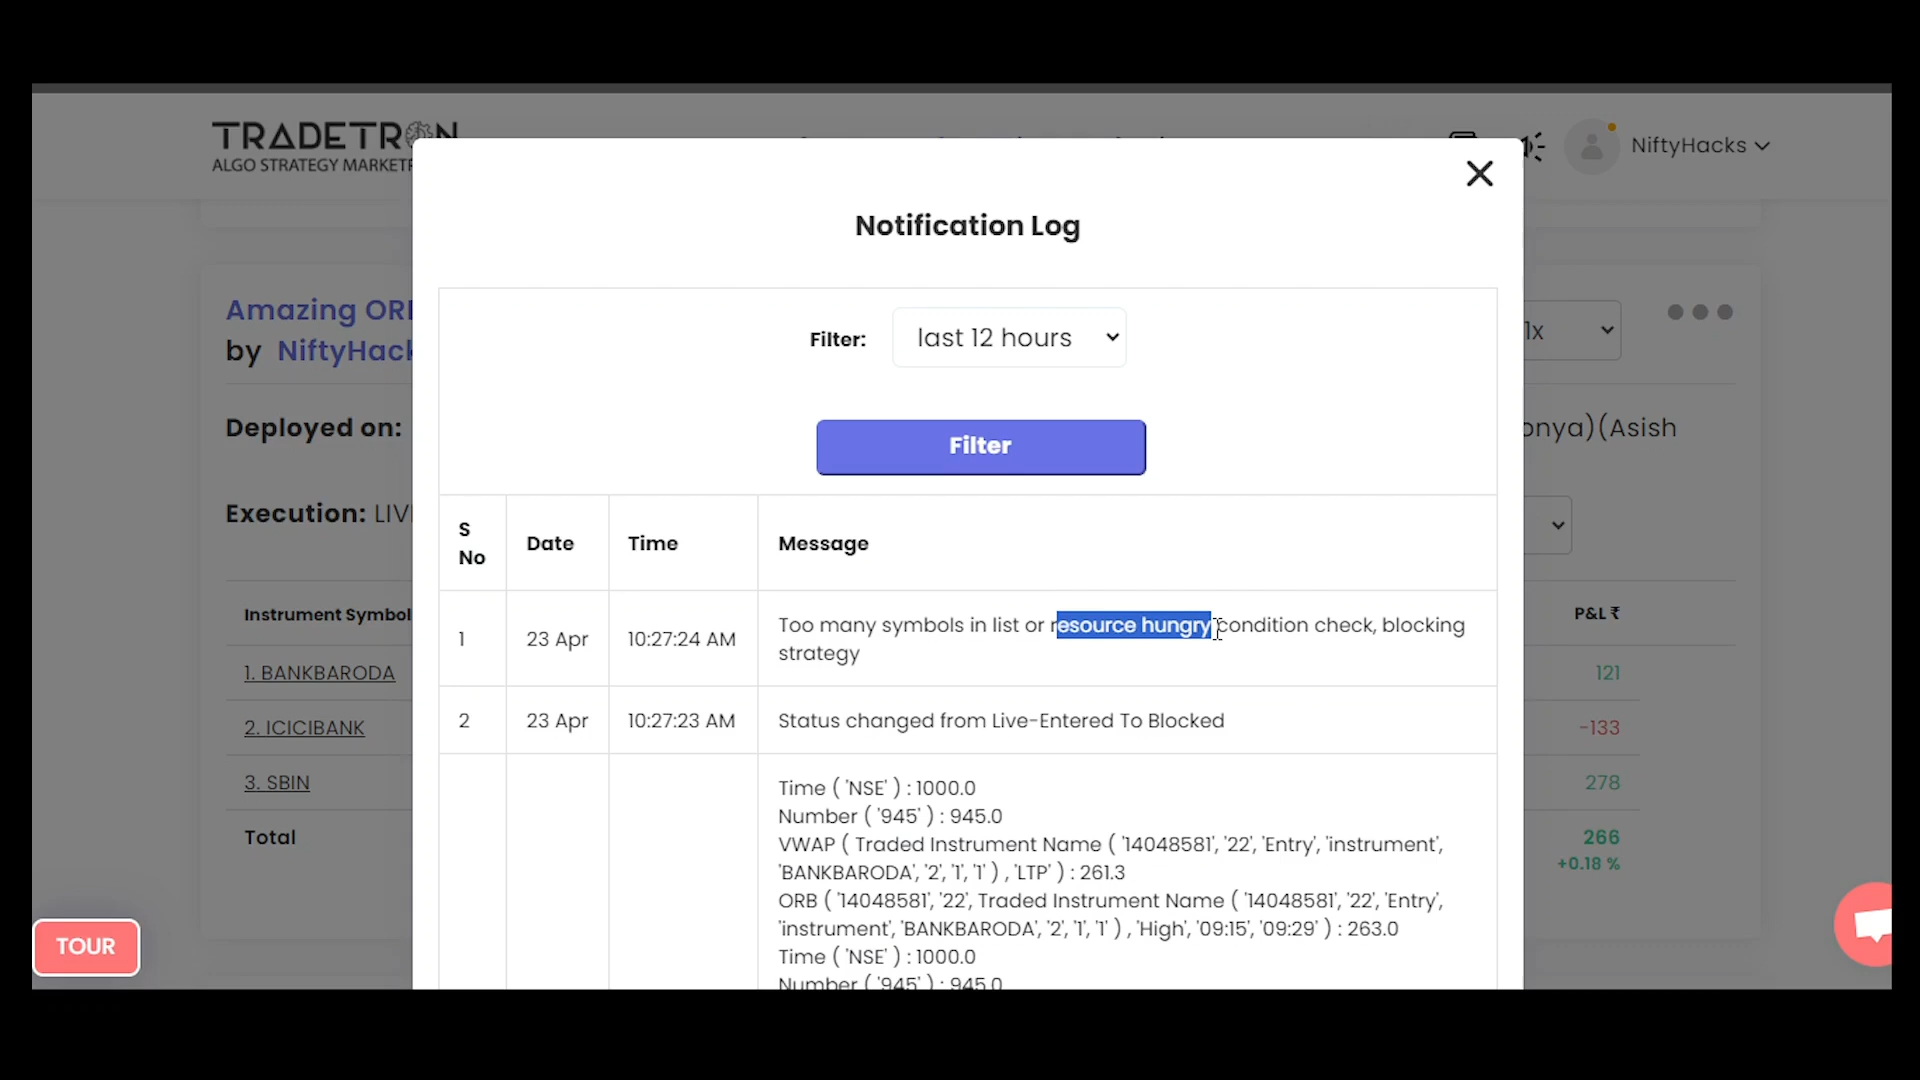 TRADETRON
ALGO STRATEGY MARKET
NiftyHacks
Notification Log
Amazing ORB
by NiftyHack
Filter: last 12 hours
1x
Filter
Deployed on:
onya)(Asish
Execution: LIV
S No Date Time Message
Instrument Symbol
P&L ₹
1 23 Apr 10:27:24 AM Too many symbols in list or resource hungry condition check, blocking
strategy
1. BANKBARODA
121
2 23 Apr 10:27:23 AM Status changed from Live-Entered To Blocked
2. ICICIBANK
-133
3. SBIN
278
Total
266
+0.18 %
Time ( 'NSE' ) : 1000.0
Number ( '945' ) : 945.0
VWAP ( Traded Instrument Name ( '14048581', '22', 'Entry', 'instrument',
'BANKBARODA', '2', '1', '1' ) , 'LTP' ) : 261.3
ORB ( '14048581', '22', Traded Instrument Name ( '14048581', '22', 'Entry',
'instrument', 'BANKBARODA', '2', '1', '1' ) , 'High', '09:15', '09:29' ) : 263.0
Time ( 'NSE' ) : 1000.0
Number ( '945' ) : 945.0
TOUR